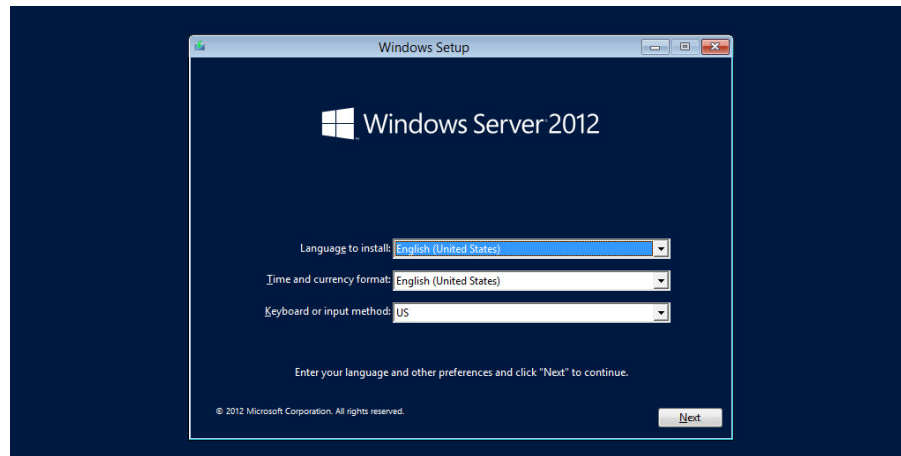 Windows Setup
Windows Server 2012
Language to install: English (United States)
Time and currency format: English (United States)
Keyboard or input method: US
Enter your language and other preferences and click "Next" to continue.
© 2012 Microsoft Corporation. All rights reserved.
Next